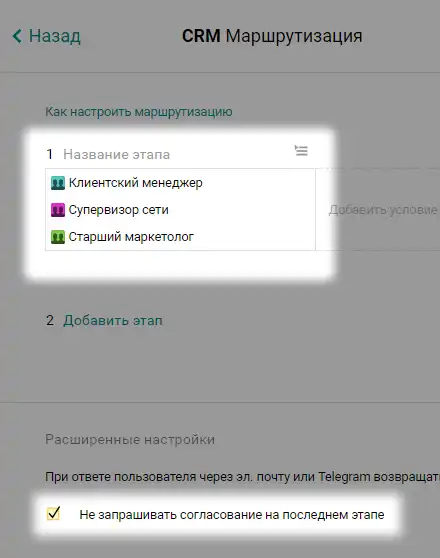 Назад
CRM Маршрутизация
Как настроить маршрутизацию
1 Название этапа
Клиентский менеджер
Супервизор сети Добавить условие
Старший маркетолог
2 Добавить этап
Расширенные настройки
При ответе пользователя через эл. почту или Telegram возвращат
Не запрашивать согласование на последнем этапе